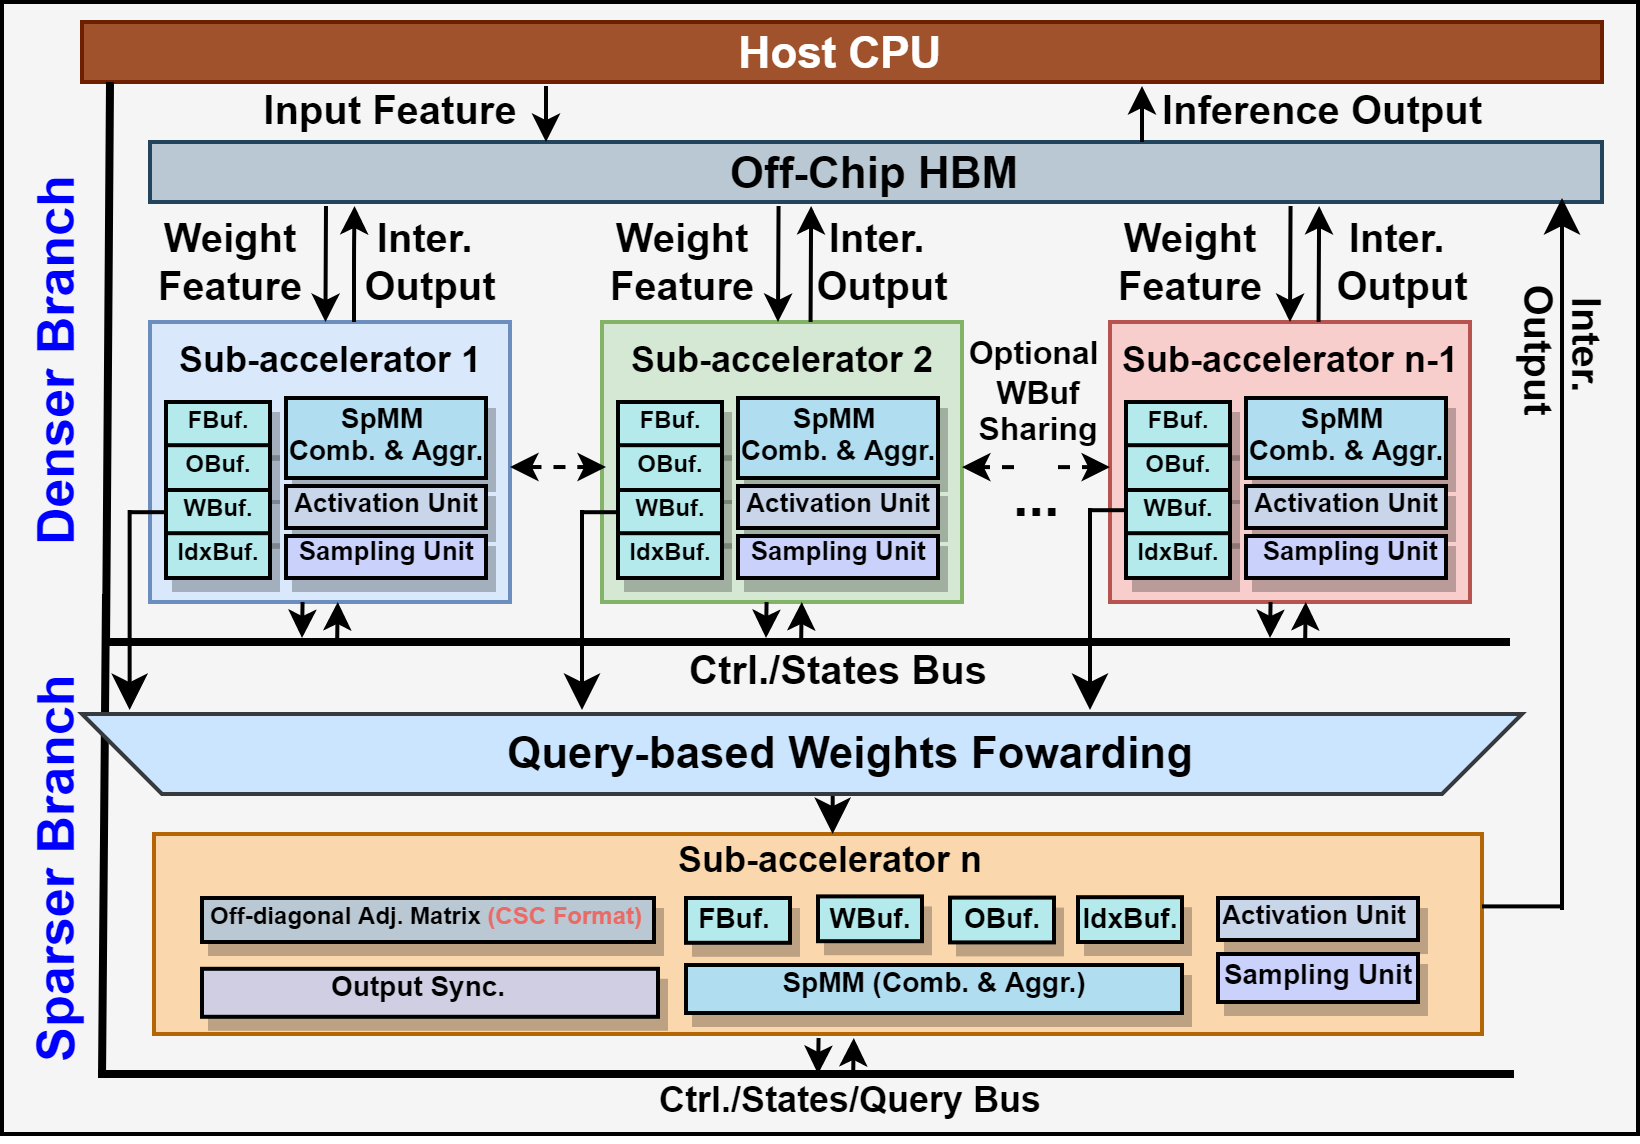 Host CPU
Input Feature
Inference Output
Off-Chip HBM
Denser Branch
Weight
Feature
Inter.
Output
Weight
Feature
Inter.
Output
Weight
Feature
Inter.
Output
Inter.
Output
Sub-accelerator 1
FBuf.
OBuf.
WBuf.
IdxBuf.
SpMM
Comb. & Aggr.
Activation Unit
Sampling Unit
Sub-accelerator 2
FBuf.
OBuf.
WBuf.
IdxBuf.
SpMM
Comb. & Aggr.
Activation Unit
Sampling Unit
Optional
WBuf
Sharing
...
Sub-accelerator n-1
FBuf.
OBuf.
WBuf.
IdxBuf.
SpMM
Comb. & Aggr.
Activation Unit
Sampling Unit
Ctrl./States Bus
Sparser Branch
Query-based Weights Fowarding
Sub-accelerator n
Off-diagonal Adj. Matrix (CSC Format)
FBuf.
WBuf.
OBuf.
IdxBuf.
Activation Unit
Output Sync.
SpMM (Comb. & Aggr.)
Sampling Unit
Ctrl./States/Query Bus